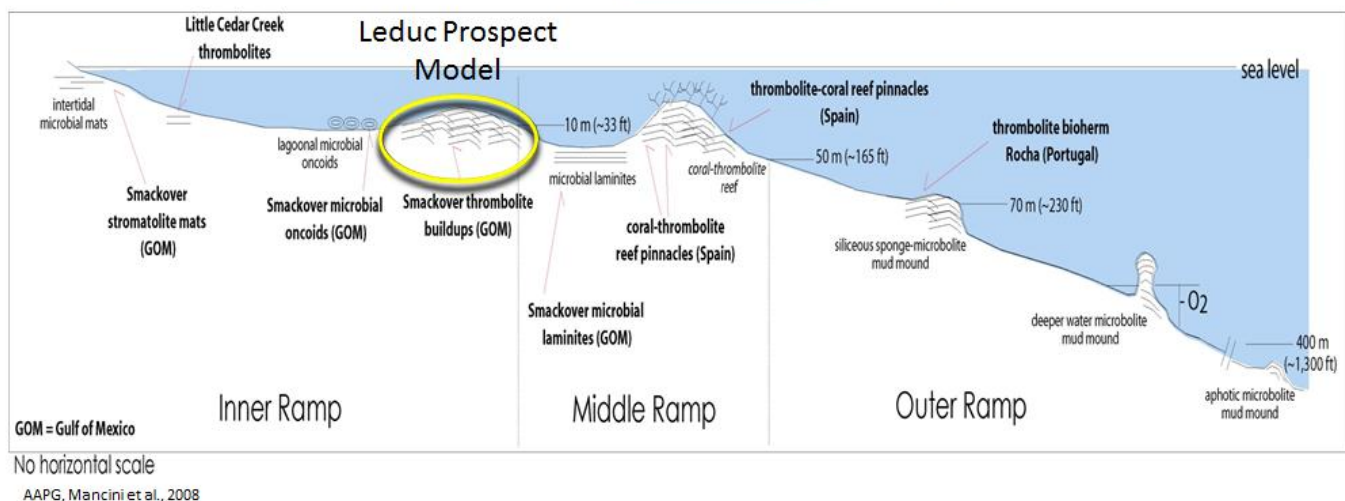 Leduc Prospect
Model
Little Cedar Creek
thrombolites
sea level
intertidal
microbial mats
lagoonal microbial
oncoids
10 m (~33 ft)
thrombolite-coral reef pinnacles
(Spain)
thrombolite bioherm
Rocha (Portugal)
50 m (~165 ft)
microbial laminites
coral-thrombolite
reef
70 m (~230 ft)
Smackover
stromatolite mats
(GOM)
Smackover microbial
oncoids (GOM)
Smackover thrombolite
buildups (GOM)
coral-thrombolite
reef pinnacles (Spain)
siliceous sponge-microbolite
mud mound
Smackover microbial
laminites (GOM)
- O2
deeper water microbolite
mud mound
400 m
(~1,300 ft)
aphotic microbolite
mud mound
Inner Ramp
Middle Ramp
Outer Ramp
GOM = Gulf of Mexico
No horizontal scale
AAPG, Mancini et al., 2008